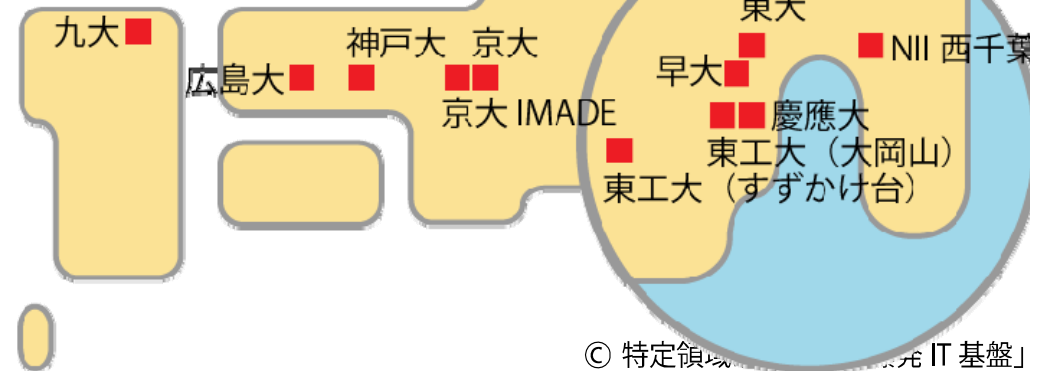 東大
九大
神戸大 京大
NII 西千葉
広島大
早大
京大 IMADE
慶應大
東工大（大岡山）
東工大（すずかけ台）
© 特定領域
発 IT 基盤」